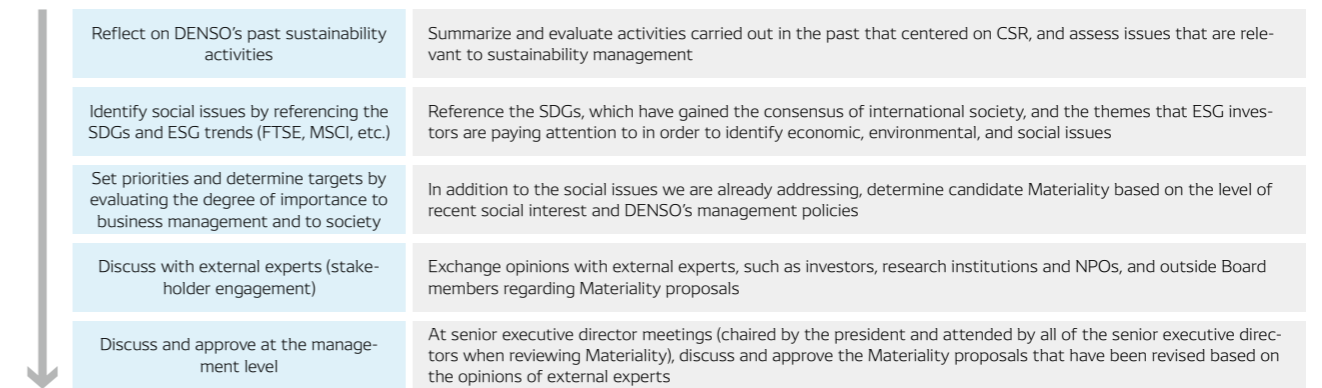 Reflect on DENSO's past sustainability
activities
Summarize and evaluate activities carried out in the past that centered on CSR, and assess issues that are rele-
vant to sustainability management
Identify social issues by referencing the
SDGs and ESG trends (FTSE, MSCI, etc.)
Reference the SDGs, which have gained the consensus of international society, and the themes that ESG inves-
tors are paying attention to in order to identify economic, environmental, and social issues
Set priorities and determine targets by
evaluating the degree of importance to
business management and to society
In addition to the social issues we are already addressing, determine candidate Materiality based on the level of
recent social interest and DENSO's management policies
Discuss with external experts (stake-
holder engagement)
Exchange opinions with external experts, such as investors, research institutions and NPOs, and outside Board
members regarding Materiality proposals
Discuss and approve at the manage-
ment level
At senior executive director meetings (chaired by the president and attended by all of the senior executive direc-
tors when reviewing Materiality), discuss and approve the Materiality proposals that have been revised based on
the opinions of external experts